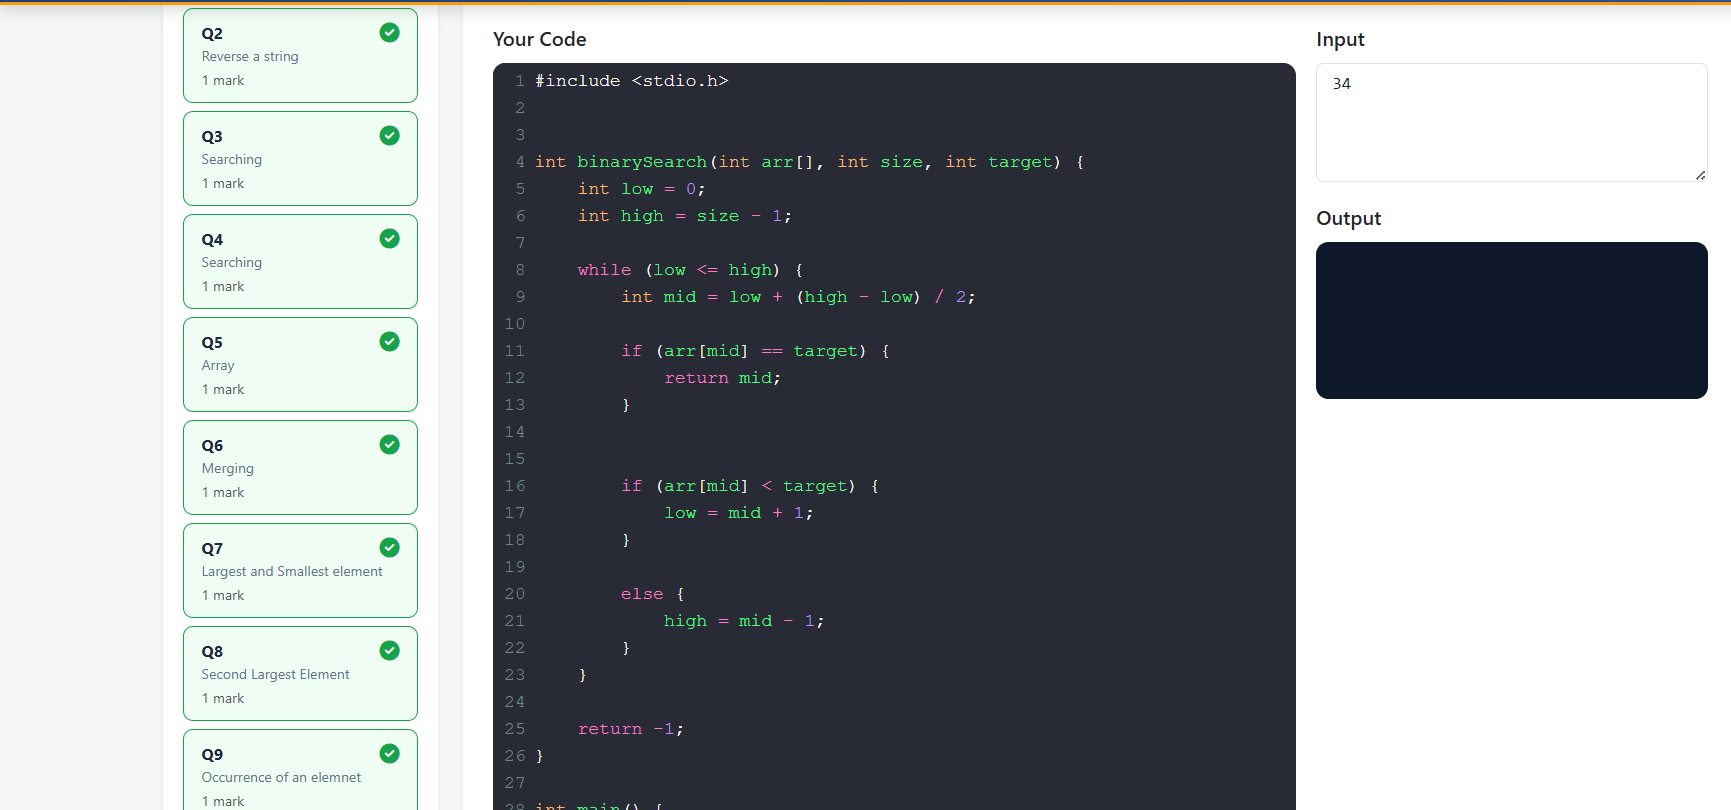 Q2
Reverse a string
1 mark
Q3
Searching
1 mark
Q4
Searching
1 mark
Q5
Array
1 mark
Q6
Merging
1 mark
Q7
Largest and Smallest element
1 mark
Q8
Second Largest Element
1 mark
Q9
Occurrence of an elemnet
1 mark
Your Code
1 #include <stdio.h>
2
3
4 int binarySearch(int arr[], int size, int target) {
5     int low = 0;
6     int high = size - 1;
7
8     while (low <= high) {
9         int mid = low + (high - low) / 2;
10
11         if (arr[mid] == target) {
12             return mid;
13         }
14
15
16         if (arr[mid] < target) {
17             low = mid + 1;
18         }
19
20         else {
21             high = mid - 1;
22         }
23     }
24
25     return -1;
26 }
27
28 int main() {
Input
34
Output